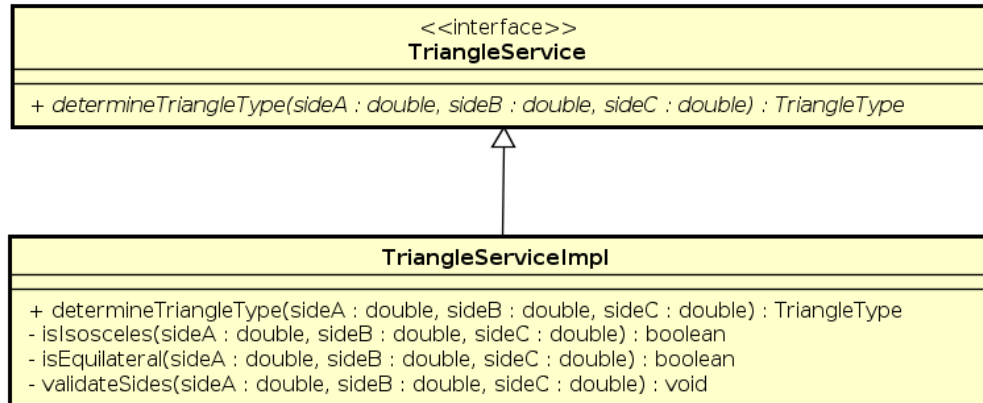 <<interface>>
TriangleService
+ determineTriangleType(sideA : double, sideB : double, sideC : double) : TriangleType
TriangleServiceImpl
+ determineTriangleType(sideA : double, sideB : double, sideC : double) : TriangleType
- isIsosceles(sideA : double, sideB : double, sideC : double) : boolean
- isEquilateral(sideA : double, sideB : double, sideC : double) : boolean
- validateSides(sideA : double, sideB : double, sideC : double) : void